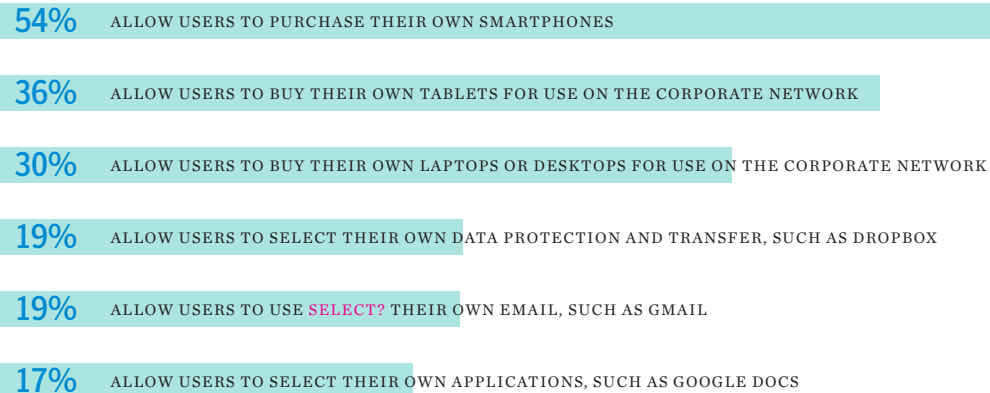 54% ALLOW USERS TO PURCHASE THEIR OWN SMARTPHONES
36% ALLOW USERS TO BUY THEIR OWN TABLETS FOR USE ON THE CORPORATE NETWORK
30% ALLOW USERS TO BUY THEIR OWN LAPTOPS OR DESKTOPS FOR USE ON THE CORPORATE NETWORK
19% ALLOW USERS TO SELECT THEIR OWN DATA PROTECTION AND TRANSFER, SUCH AS DROPBOX
19% ALLOW USERS TO USE SELECT? THEIR OWN EMAIL, SUCH AS GMAIL
17% ALLOW USERS TO SELECT THEIR OWN APPLICATIONS, SUCH AS GOOGLE DOCS